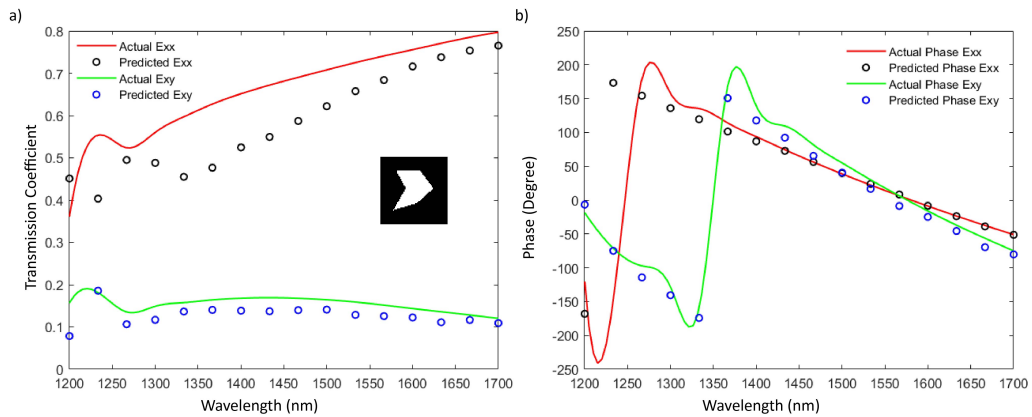 a)
Transmission Coefficient
0.8
0.7
0.6
0.5
0.4
0.3
0.2
0.1
0
Actual Exx
Predicted Exx
Actual Exy
Predicted Exy
1200 1250 1300 1350 1400 1450 1500 1550 1600 1650 1700
Wavelength (nm)
b)
Phase (Degree)
250
200
150
100
50
0
-50
-100
-150
-200
-250
Actual Phase Exx
Predicted Phase Exx
Actual Phase Exy
Predicted Phase Exy
1200 1250 1300 1350 1400 1450 1500 1550 1600 1650 1700
Wavelength (nm)